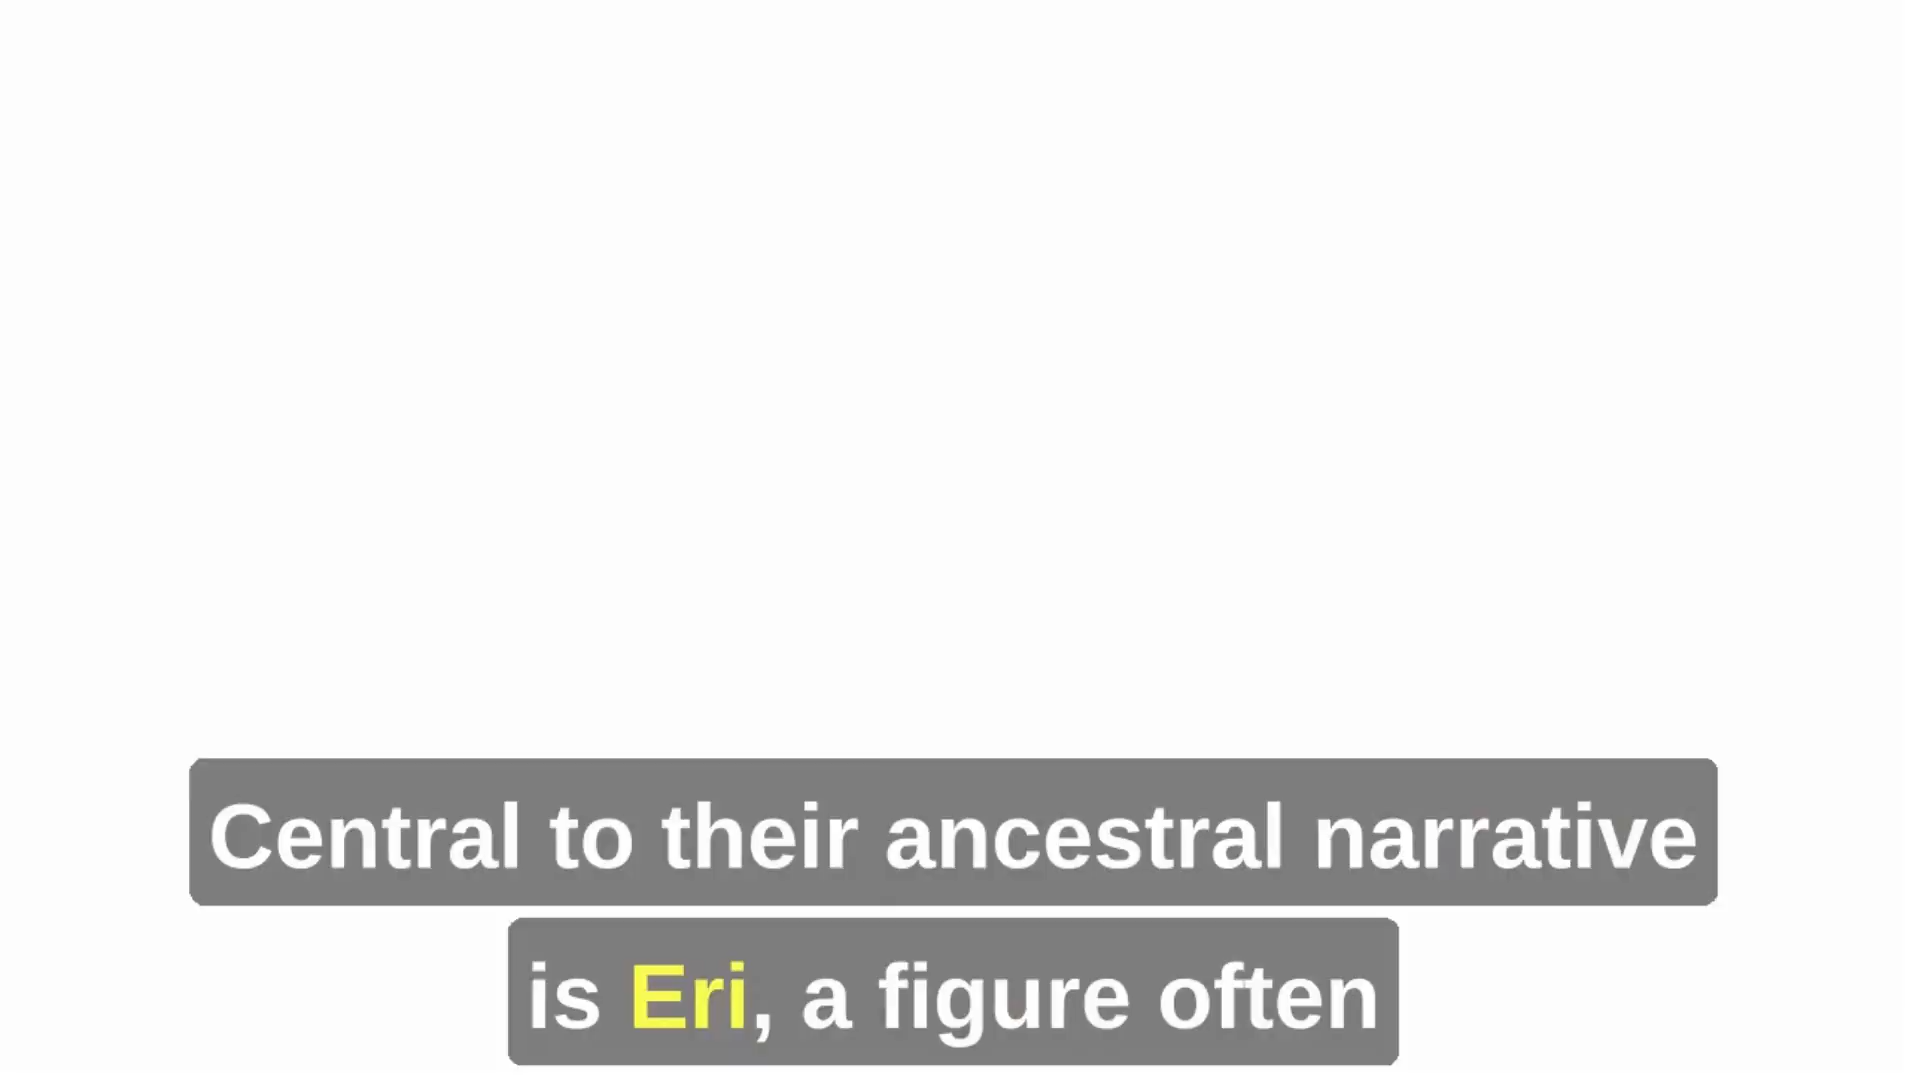 Central to their ancestral narrative
is Eri, a figure often